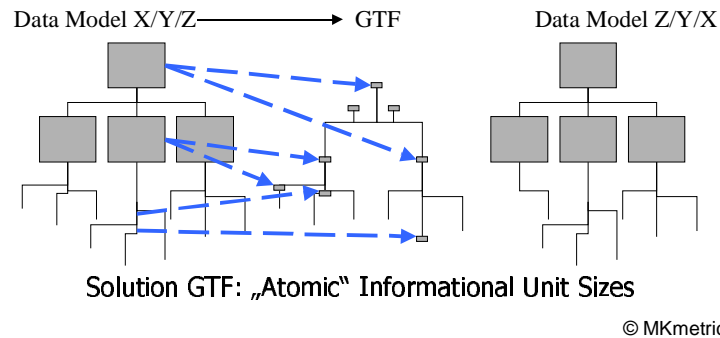 Data Model X/Y/Z GTF Data Model Z/Y/X
Solution GTF: „Atomic“ Informational Unit Sizes
© MKmetric